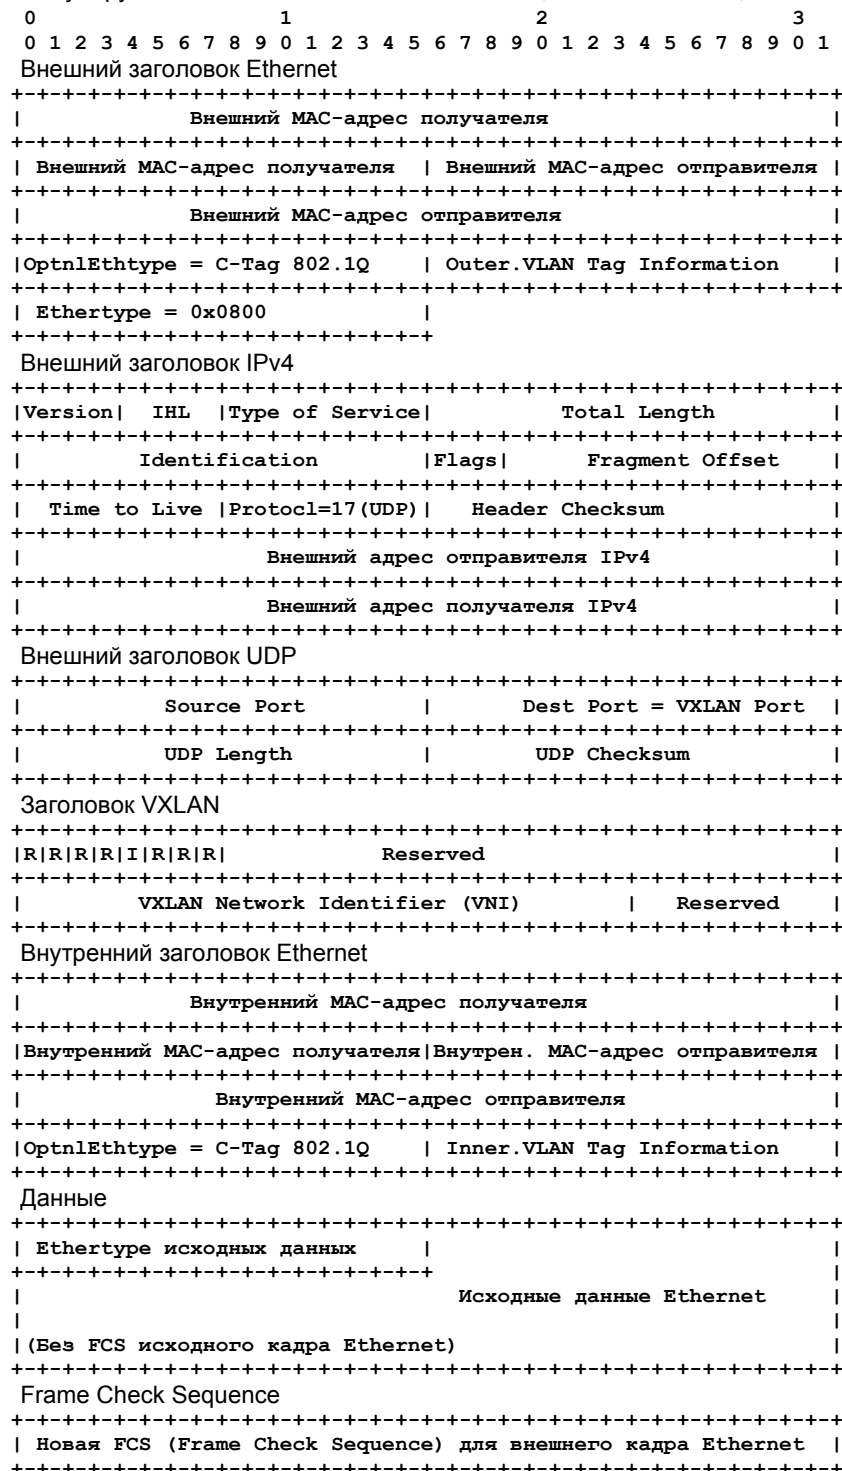 0                   1                   2                   3
 0 1 2 3 4 5 6 7 8 9 0 1 2 3 4 5 6 7 8 9 0 1 2 3 4 5 6 7 8 9 0 1
Внешний заголовок Ethernet
+-+-+-+-+-+-+-+-+-+-+-+-+-+-+-+-+-+-+-+-+-+-+-+-+-+-+-+-+-+-+-+-+
|             Внешний MAC-адрес получателя                      |
+-+-+-+-+-+-+-+-+-+-+-+-+-+-+-+-+-+-+-+-+-+-+-+-+-+-+-+-+-+-+-+-+
| Внешний MAC-адрес получателя  | Внешний MAC-адрес отправителя |
+-+-+-+-+-+-+-+-+-+-+-+-+-+-+-+-+-+-+-+-+-+-+-+-+-+-+-+-+-+-+-+-+
|             Внешний MAC-адрес отправителя                     |
+-+-+-+-+-+-+-+-+-+-+-+-+-+-+-+-+-+-+-+-+-+-+-+-+-+-+-+-+-+-+-+-+
|OptnlEthtype = C-Tag 802.1Q    | Outer.VLAN Tag Information    |
+-+-+-+-+-+-+-+-+-+-+-+-+-+-+-+-+-+-+-+-+-+-+-+-+-+-+-+-+-+-+-+-+
| Ethertype = 0x0800            |
+-+-+-+-+-+-+-+-+-+-+-+-+-+-+-+-+
Внешний заголовок IPv4
+-+-+-+-+-+-+-+-+-+-+-+-+-+-+-+-+-+-+-+-+-+-+-+-+-+-+-+-+-+-+-+-+
|Version|  IHL  |Type of Service|          Total Length         |
+-+-+-+-+-+-+-+-+-+-+-+-+-+-+-+-+-+-+-+-+-+-+-+-+-+-+-+-+-+-+-+-+
|         Identification        |Flags|      Fragment Offset    |
+-+-+-+-+-+-+-+-+-+-+-+-+-+-+-+-+-+-+-+-+-+-+-+-+-+-+-+-+-+-+-+-+
|  Time to Live |Protocl=17(UDP)|   Header Checksum             |
+-+-+-+-+-+-+-+-+-+-+-+-+-+-+-+-+-+-+-+-+-+-+-+-+-+-+-+-+-+-+-+-+
|                   Внешний адрес отправителя IPv4              |
+-+-+-+-+-+-+-+-+-+-+-+-+-+-+-+-+-+-+-+-+-+-+-+-+-+-+-+-+-+-+-+-+
|                   Внешний адрес получателя IPv4               |
+-+-+-+-+-+-+-+-+-+-+-+-+-+-+-+-+-+-+-+-+-+-+-+-+-+-+-+-+-+-+-+-+
Внешний заголовок UDP
+-+-+-+-+-+-+-+-+-+-+-+-+-+-+-+-+-+-+-+-+-+-+-+-+-+-+-+-+-+-+-+-+
|           Source Port         |       Dest Port = VXLAN Port  |
+-+-+-+-+-+-+-+-+-+-+-+-+-+-+-+-+-+-+-+-+-+-+-+-+-+-+-+-+-+-+-+-+
|           UDP Length          |        UDP Checksum           |
+-+-+-+-+-+-+-+-+-+-+-+-+-+-+-+-+-+-+-+-+-+-+-+-+-+-+-+-+-+-+-+-+
Заголовок VXLAN
+-+-+-+-+-+-+-+-+-+-+-+-+-+-+-+-+-+-+-+-+-+-+-+-+-+-+-+-+-+-+-+-+
|R|R|R|R|I|R|R|R|            Reserved                           |
+-+-+-+-+-+-+-+-+-+-+-+-+-+-+-+-+-+-+-+-+-+-+-+-+-+-+-+-+-+-+-+-+
|         VXLAN Network Identifier (VNI)        |   Reserved    |
+-+-+-+-+-+-+-+-+-+-+-+-+-+-+-+-+-+-+-+-+-+-+-+-+-+-+-+-+-+-+-+-+
Внутренний заголовок Ethernet
+-+-+-+-+-+-+-+-+-+-+-+-+-+-+-+-+-+-+-+-+-+-+-+-+-+-+-+-+-+-+-+-+
|             Внутренний MAC-адрес получателя                   |
+-+-+-+-+-+-+-+-+-+-+-+-+-+-+-+-+-+-+-+-+-+-+-+-+-+-+-+-+-+-+-+-+
|Внутренний MAC-адрес получателя|Внутрен. MAC-адрес отправителя |
+-+-+-+-+-+-+-+-+-+-+-+-+-+-+-+-+-+-+-+-+-+-+-+-+-+-+-+-+-+-+-+-+
|               Внутренний MAC-адрес отправителя                |
+-+-+-+-+-+-+-+-+-+-+-+-+-+-+-+-+-+-+-+-+-+-+-+-+-+-+-+-+-+-+-+-+
|OptnlEthtype = C-Tag 802.1Q    | Inner.VLAN Tag Information    |
+-+-+-+-+-+-+-+-+-+-+-+-+-+-+-+-+-+-+-+-+-+-+-+-+-+-+-+-+-+-+-+-+
Данные
+-+-+-+-+-+-+-+-+-+-+-+-+-+-+-+-+-+-+-+-+-+-+-+-+-+-+-+-+-+-+-+-+
| Ethertype исходных данных     |                               |
+-+-+-+-+-+-+-+-+-+-+-+-+-+-+-+-+                               |
|                                  Исходные данные Ethernet     |
|                                                               |
|(Без FCS исходного кадра Ethernet)                             |
+-+-+-+-+-+-+-+-+-+-+-+-+-+-+-+-+-+-+-+-+-+-+-+-+-+-+-+-+-+-+-+-+
Frame Check Sequence
+-+-+-+-+-+-+-+-+-+-+-+-+-+-+-+-+-+-+-+-+-+-+-+-+-+-+-+-+-+-+-+-+
| Новая FCS (Frame Check Sequence) для внешнего кадра Ethernet  |
+-+-+-+-+-+-+-+-+-+-+-+-+-+-+-+-+-+-+-+-+-+-+-+-+-+-+-+-+-+-+-+-+